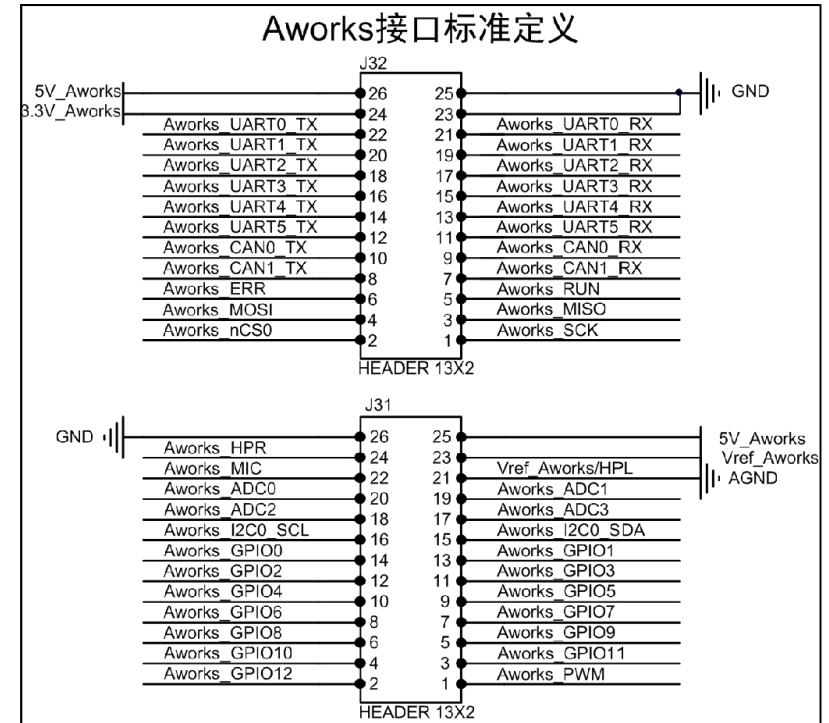 Aworks接口标准定义
J32
5V_Aworks 26 25 GND
3.3V_Aworks 24 23
Aworks_UART0_TX 22 21 Aworks_UART0_RX
Aworks_UART1_TX 20 19 Aworks_UART1_RX
Aworks_UART2_TX 18 17 Aworks_UART2_RX
Aworks_UART3_TX 16 15 Aworks_UART3_RX
Aworks_UART4_TX 14 13 Aworks_UART4_RX
Aworks_UART5_TX 12 11 Aworks_UART5_RX
Aworks_CAN0_TX 10 9 Aworks_CAN0_RX
Aworks_CAN1_TX 8 7 Aworks_CAN1_RX
Aworks_ERR 6 5 Aworks_RUN
Aworks_MOSI 4 3 Aworks_MISO
Aworks_nCS0 2 1 Aworks_SCK
HEADER 13X2
J31
GND 26 25 5V_Aworks
Aworks_HPR 24 23 Vref_Aworks
Aworks_MIC 22 21 Vref_Aworks/HPL AGND
Aworks_ADC0 20 19 Aworks_ADC1
Aworks_ADC2 18 17 Aworks_ADC3
Aworks_I2C0_SCL 16 15 Aworks_I2C0_SDA
Aworks_GPIO0 14 13 Aworks_GPIO1
Aworks_GPIO2 12 11 Aworks_GPIO3
Aworks_GPIO4 10 9 Aworks_GPIO5
Aworks_GPIO6 8 7 Aworks_GPIO7
Aworks_GPIO8 6 5 Aworks_GPIO9
Aworks_GPIO10 4 3 Aworks_GPIO11
Aworks_GPIO12 2 1 Aworks_PWM
HEADER 13X2